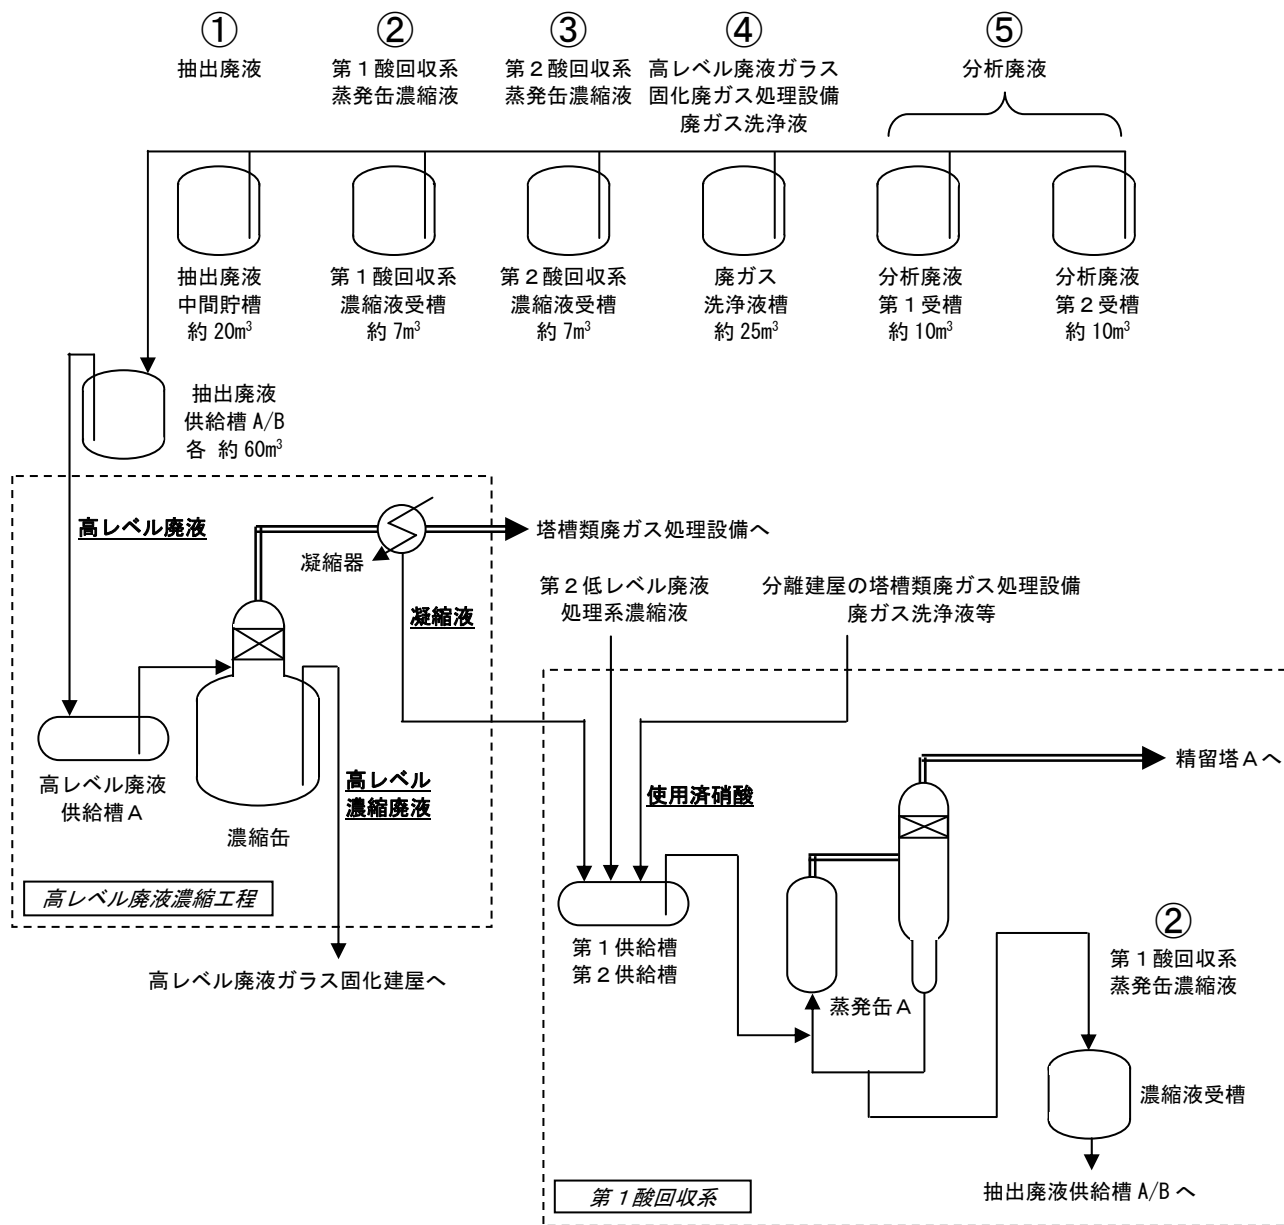 ①
抽出廃液
②
第１酸回収系
蒸発缶濃縮液
③
第２酸回収系
蒸発缶濃縮液
④
高レベル廃液ガラス
固化廃ガス処理設備
廃ガス洗浄液
⑤
分析廃液
抽出廃液
中間貯槽
約 20m³
第１酸回収系
濃縮液受槽
約 7m³
第２酸回収系
濃縮液受槽
約 7m³
廃ガス
洗浄液槽
約 25m³
分析廃液
第１受槽
約 10m³
分析廃液
第２受槽
約 10m³
抽出廃液
供給槽 A/B
各 約 60m³
高レベル廃液
凝縮器
塔槽類廃ガス処理設備へ
凝縮液
第２低レベル廃液
処理系濃縮液
分離建屋の塔槽類廃ガス処理設備
廃ガス洗浄液等
高レベル廃液
供給槽Ａ
濃縮缶
高レベル
濃縮廃液
高レベル廃液濃縮工程
高レベル廃液ガラス固化建屋へ
使用済硝酸
精留塔Ａへ
第１供給槽
第２供給槽
蒸発缶Ａ
②
第１酸回収系
蒸発缶濃縮液
濃縮液受槽
抽出廃液供給槽 A/B へ
第１酸回収系